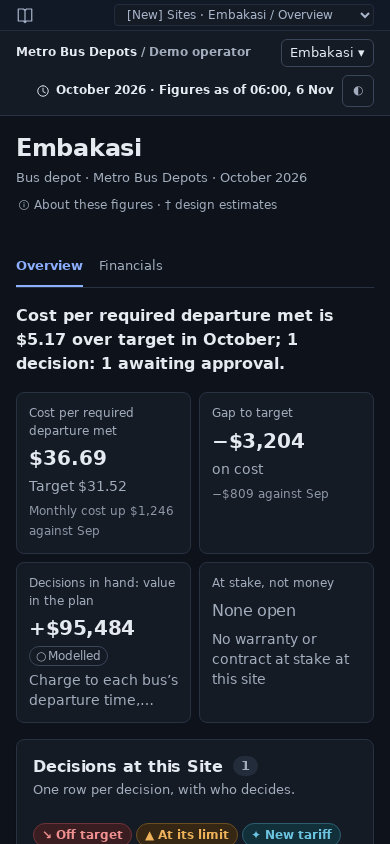 [New] Sites · Embakasi / Overview
Metro Bus Depots / Demo operator
Embakasi ▾
October 2026 · Figures as of 06:00, 6 Nov
Embakasi
Bus depot · Metro Bus Depots · October 2026
ⓘ About these figures · † design estimates
Overview
Financials
Cost per required departure met is
$5.17 over target in October; 1
decision: 1 awaiting approval.
Cost per required
departure met
$36.69
Target $31.52
Monthly cost up $1,246
against Sep
Gap to target
−$3,204
on cost
−$809 against Sep
Decisions in hand: value
in the plan
+$95,484
○ Modelled
Charge to each bus’s
departure time,…
At stake, not money
None open
No warranty or
contract at stake at
this site
Decisions at this Site 1
One row per decision, with who decides.
↘ Off target
▲ At its limit
✦ New tariff